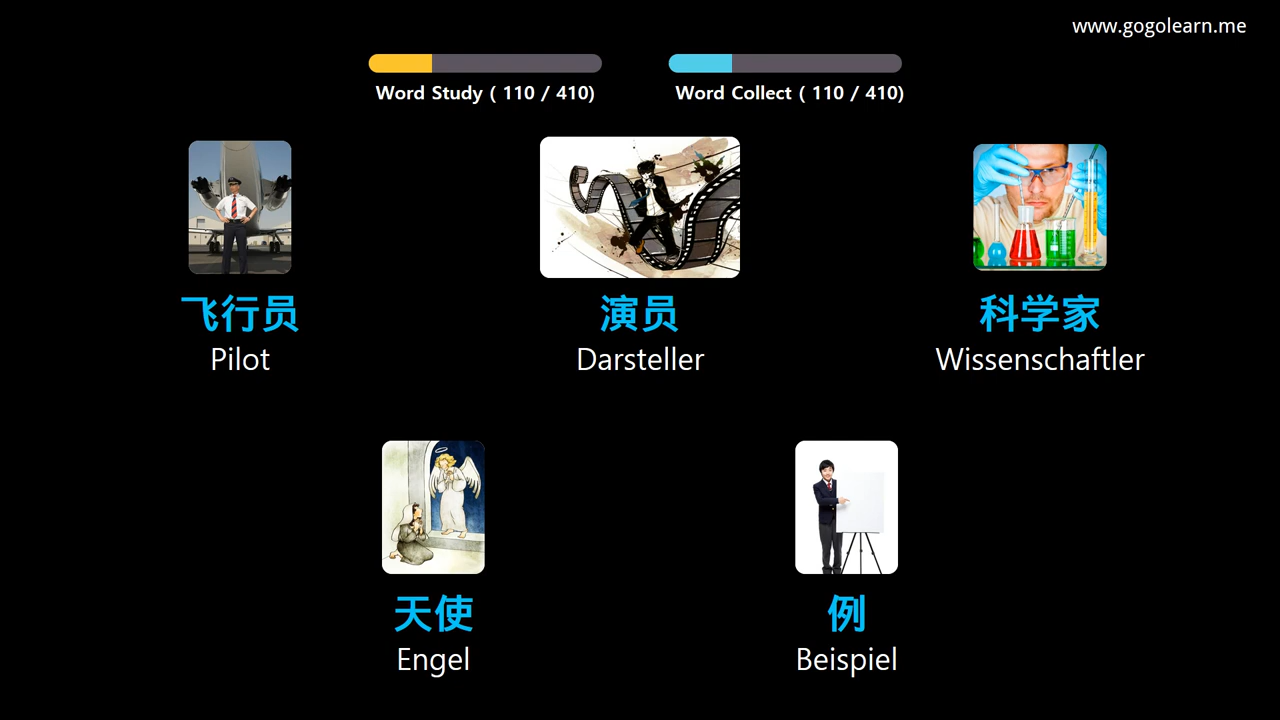 www.gogolearn.me
Word Study ( 110 / 410)
Word Collect ( 110 / 410)
飞行员
演员
科学家
Pilot
Darsteller
Wissenschaftler
天使
例
Engel
Beispiel